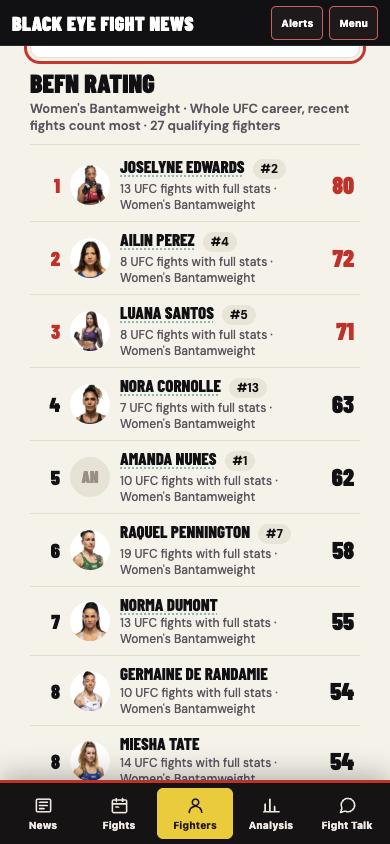 BLACK EYE FIGHT NEWS
Alerts
Menu
BEFN RATING
Women's Bantamweight · Whole UFC career, recent
fights count most · 27 qualifying fighters
1
JOSELYNE EDWARDS #2
13 UFC fights with full stats ·
Women's Bantamweight
80
2
AILIN PEREZ #4
8 UFC fights with full stats ·
Women's Bantamweight
72
3
LUANA SANTOS #5
8 UFC fights with full stats ·
Women's Bantamweight
71
4
NORA CORNOLLE #13
7 UFC fights with full stats ·
Women's Bantamweight
63
5
AN
AMANDA NUNES #1
10 UFC fights with full stats ·
Women's Bantamweight
62
6
RAQUEL PENNINGTON #7
19 UFC fights with full stats ·
Women's Bantamweight
58
7
NORMA DUMONT
13 UFC fights with full stats ·
Women's Bantamweight
55
8
GERMAINE DE RANDAMIE
10 UFC fights with full stats ·
Women's Bantamweight
54
8
MIESHA TATE
14 UFC fights with full stats ·
Women's Bantamweight
54
News
Fights
Fighters
Analysis
Fight Talk